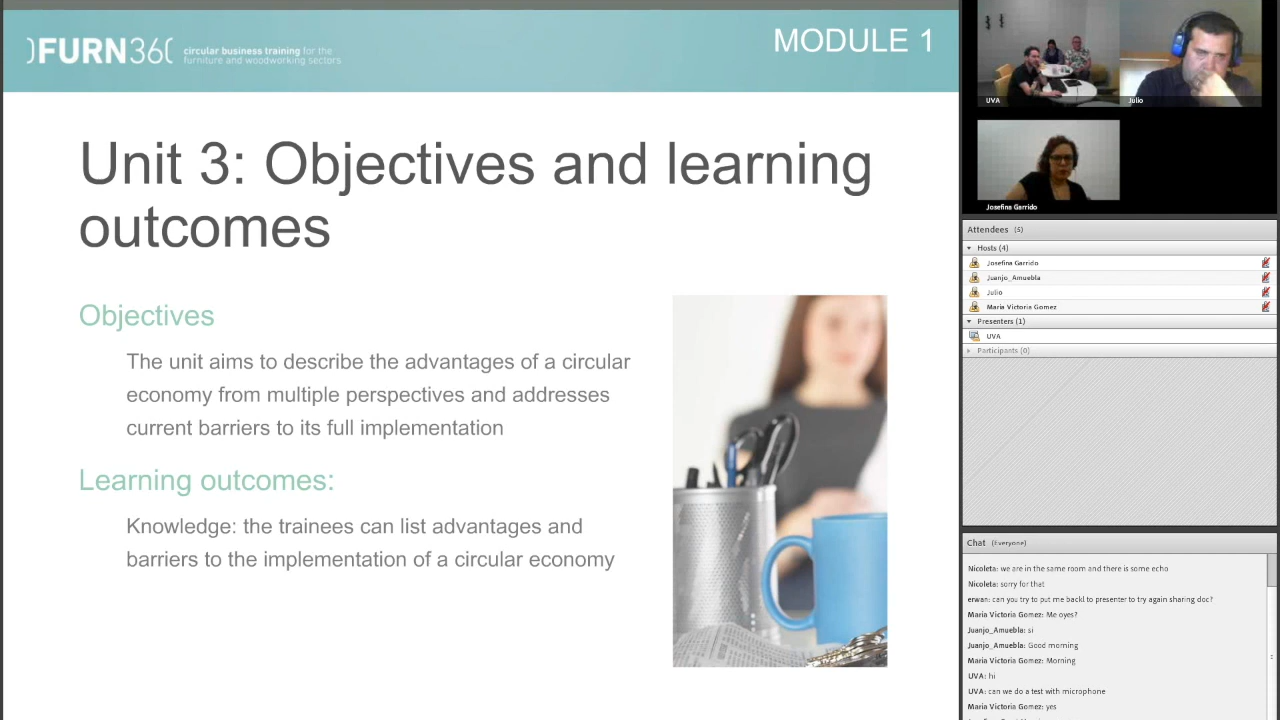 )FURN36(
circular business training for the
furniture and woodworking sectors
MODULE 1
Unit 3: Objectives and learning
outcomes
Objectives
The unit aims to describe the advantages of a circular
economy from multiple perspectives and addresses
current barriers to its full implementation
Learning outcomes:
Knowledge: the trainees can list advantages and
barriers to the implementation of a circular economy
UVA
Julio
Josefina Garrido
Attendees (5)
Hosts (4)
Josefina Garrido
Juanjo_Amuebla
Julio
Maria Victoria Gomez
Presenters (1)
UVA
Participants (0)
Chat (Everyone)
Nicoleta: we are in the same room and there is some echo
Nicoleta: sorry for that
erwan: can you try to put me backl to presenter to try again sharing doc?
Maria Victoria Gomez: Me oyes?
Juanjo_Amuebla: si
Juanjo_Amuebla: Good morning
Maria Victoria Gomez: Morning
UVA: hi
UVA: can we do a test with microphone
Maria Victoria Gomez: yes